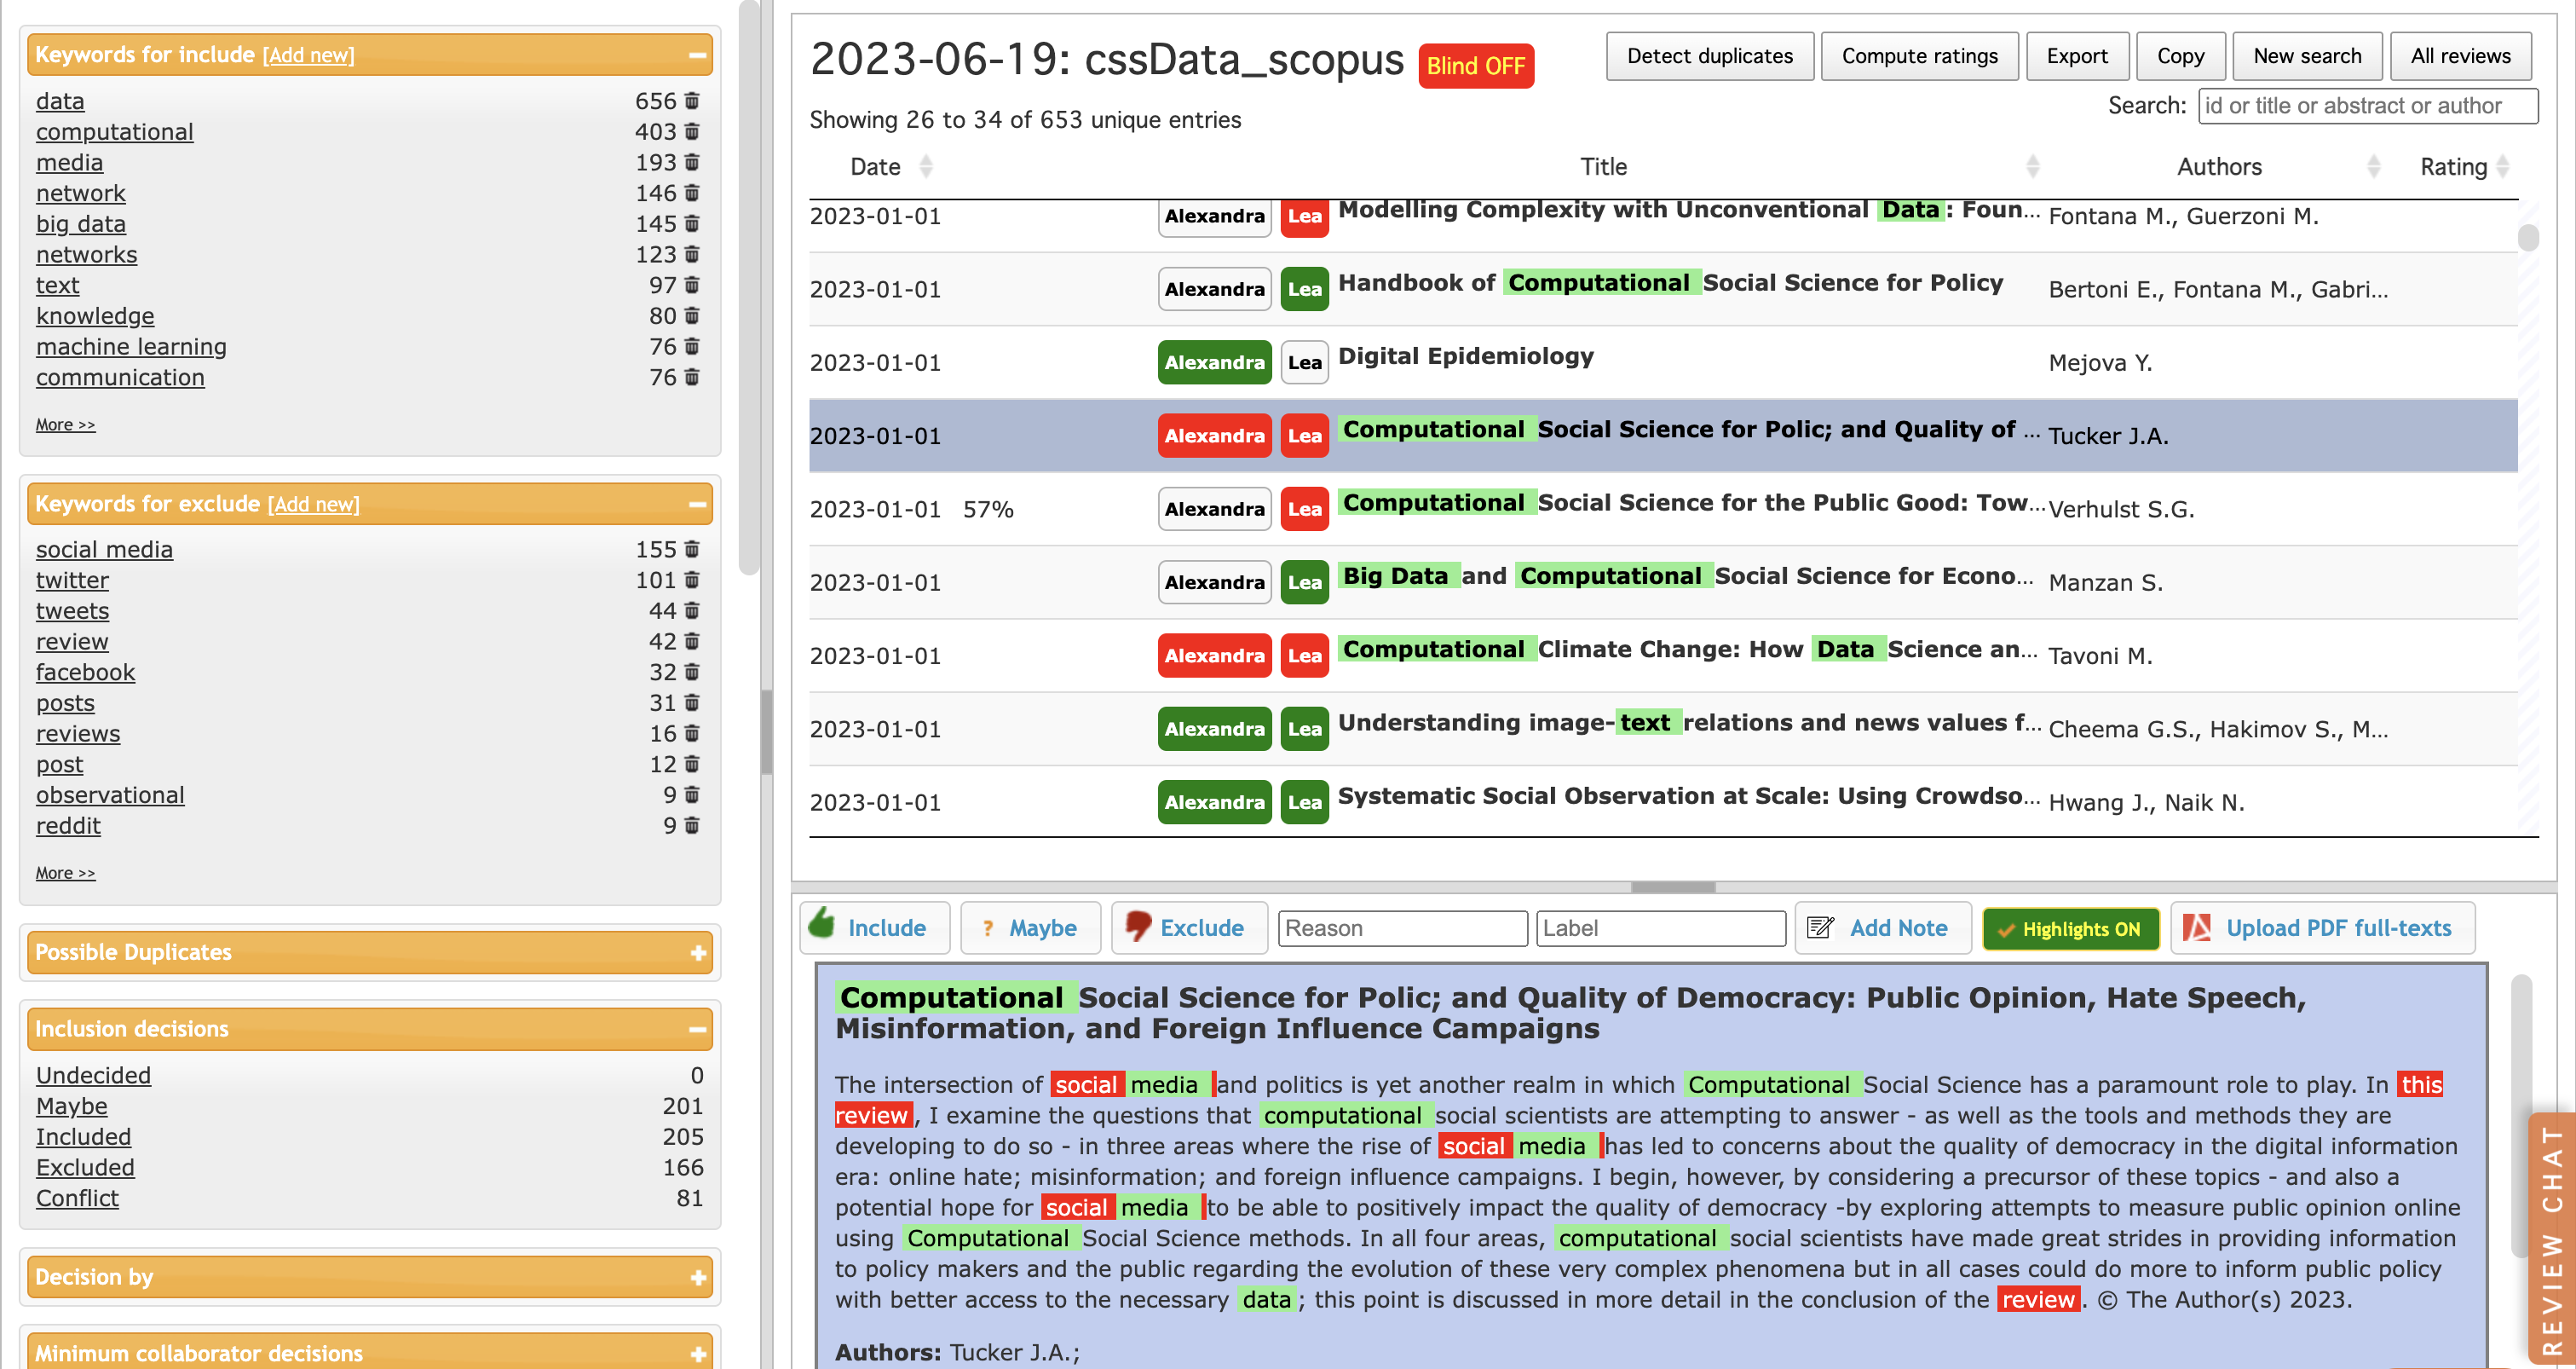 Keywords for include [Add new]
data 656
computational 403
media 193
network 146
big data 145
networks 123
text 97
knowledge 80
machine learning 76
communication 76
More >>
Keywords for exclude [Add new]
social media 155
twitter 101
tweets 44
review 42
facebook 32
posts 31
reviews 16
post 12
observational 9
reddit 9
More >>
Possible Duplicates
Inclusion decisions
Undecided 0
Maybe 201
Included 205
Excluded 166
Conflict 81
Decision by
Minimum collaborator decisions
2023-06-19: cssData_scopus Blind OFF
Detect duplicates Compute ratings Export Copy New search All reviews
Showing 26 to 34 of 653 unique entries
Search: id or title or abstract or author
Date Title Authors Rating
2023-01-01 Alexandra Lea Modelling Complexity with Unconventional Data: Foun... Fontana M., Guerzoni M.
2023-01-01 Alexandra Lea Handbook of Computational Social Science for Policy Bertoni E., Fontana M., Gabri...
2023-01-01 Alexandra Lea Digital Epidemiology Mejova Y.
2023-01-01 Alexandra Lea Computational Social Science for Polic; and Quality of ... Tucker J.A.
2023-01-01 57% Alexandra Lea Computational Social Science for the Public Good: Tow... Verhulst S.G.
2023-01-01 Alexandra Lea Big Data and Computational Social Science for Econo... Manzan S.
2023-01-01 Alexandra Lea Computational Climate Change: How Data Science an... Tavoni M.
2023-01-01 Alexandra Lea Understanding image-text relations and news values f... Cheema G.S., Hakimov S., M...
2023-01-01 Alexandra Lea Systematic Social Observation at Scale: Using Crowdso... Hwang J., Naik N.
Include ? Maybe Exclude Reason Label Add Note Highlights ON Upload PDF full-texts
Computational Social Science for Polic; and Quality of Democracy: Public Opinion, Hate Speech,
Misinformation, and Foreign Influence Campaigns
The intersection of social media and politics is yet another realm in which Computational Social Science has a paramount role to play. In this
review, I examine the questions that computational social scientists are attempting to answer - as well as the tools and methods they are
developing to do so - in three areas where the rise of social media has led to concerns about the quality of democracy in the digital information
era: online hate; misinformation; and foreign influence campaigns. I begin, however, by considering a precursor of these topics - and also a
potential hope for social media to be able to positively impact the quality of democracy -by exploring attempts to measure public opinion online
using Computational Social Science methods. In all four areas, computational social scientists have made great strides in providing information
to policy makers and the public regarding the evolution of these very complex phenomena but in all cases could do more to inform public policy
with better access to the necessary data; this point is discussed in more detail in the conclusion of the review. © The Author(s) 2023.
Authors: Tucker J.A.;
REVIEW CHAT